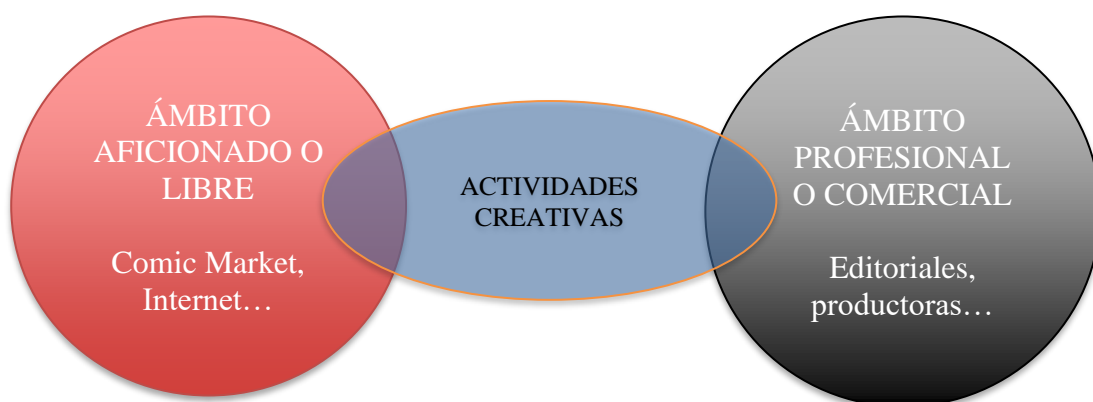 ÁMBITO
AFICIONADO O
LIBRE
Comic Market,
Internet…
ACTIVIDADES
CREATIVAS
ÁMBITO
PROFESIONAL
O COMERCIAL
Editoriales,
productoras…